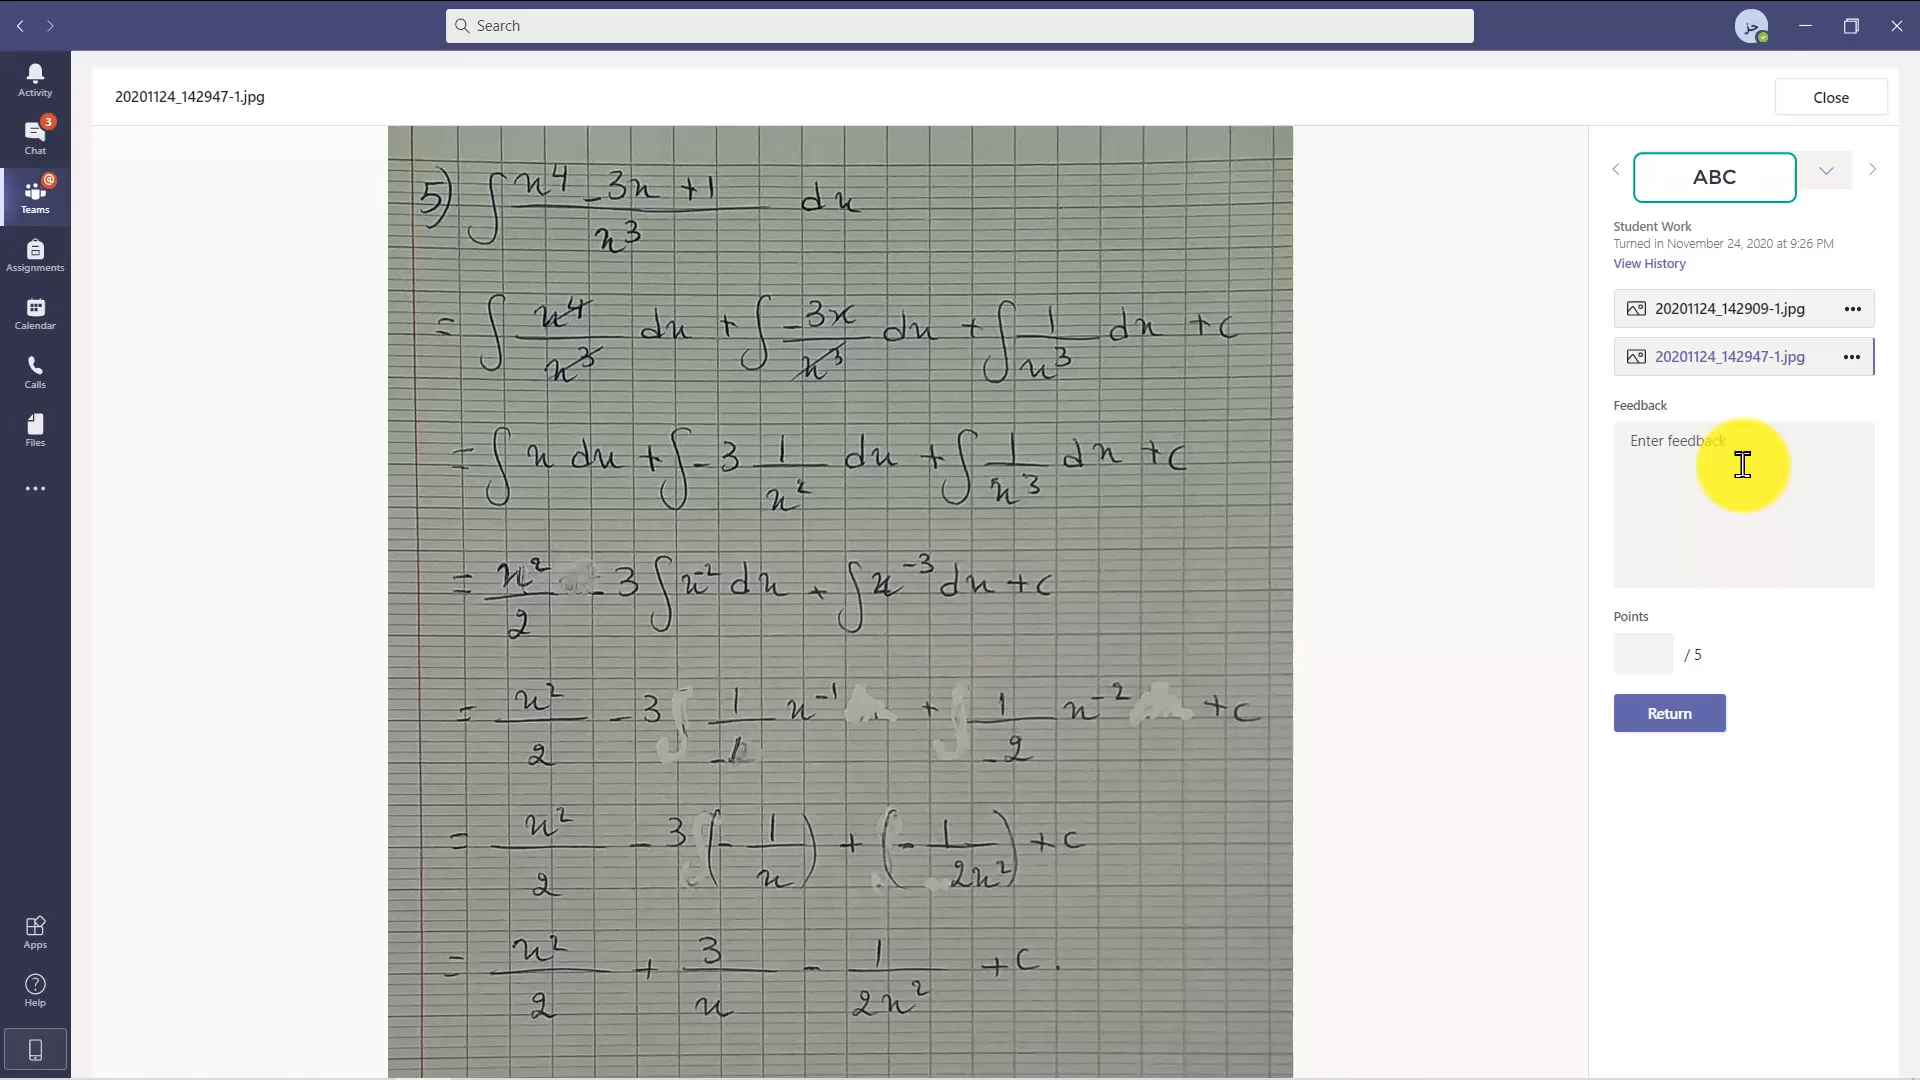 Search
حز
Activity
Chat
3
Teams
@
Assignments
Calendar
Calls
Files
Apps
Help
20201124_142947-1.jpg
Close
5) ∫ (x⁴ - 3x + 1)/x³ dx
= ∫ x⁴/x³ dx + ∫ -3x/x³ dx + ∫ 1/x³ dx + c
= ∫ x dx + ∫ -3 1/x² dx + ∫ 1/x³ dx + c
= x²/2 - 3 ∫ x⁻² dx + ∫ x⁻³ dx + c
= x²/2 - 3 1/-1 x⁻¹ + 1/-2 x⁻² + c
= x²/2 - 3 (- 1/x) + (- 1/2x²) + c
= x²/2 + 3/x - 1/2x² + c.
ABC
Student Work
Turned in November 24, 2020 at 9:26 PM
View History
20201124_142909-1.jpg
20201124_142947-1.jpg
Feedback
Enter feedback
Points
/ 5
Return